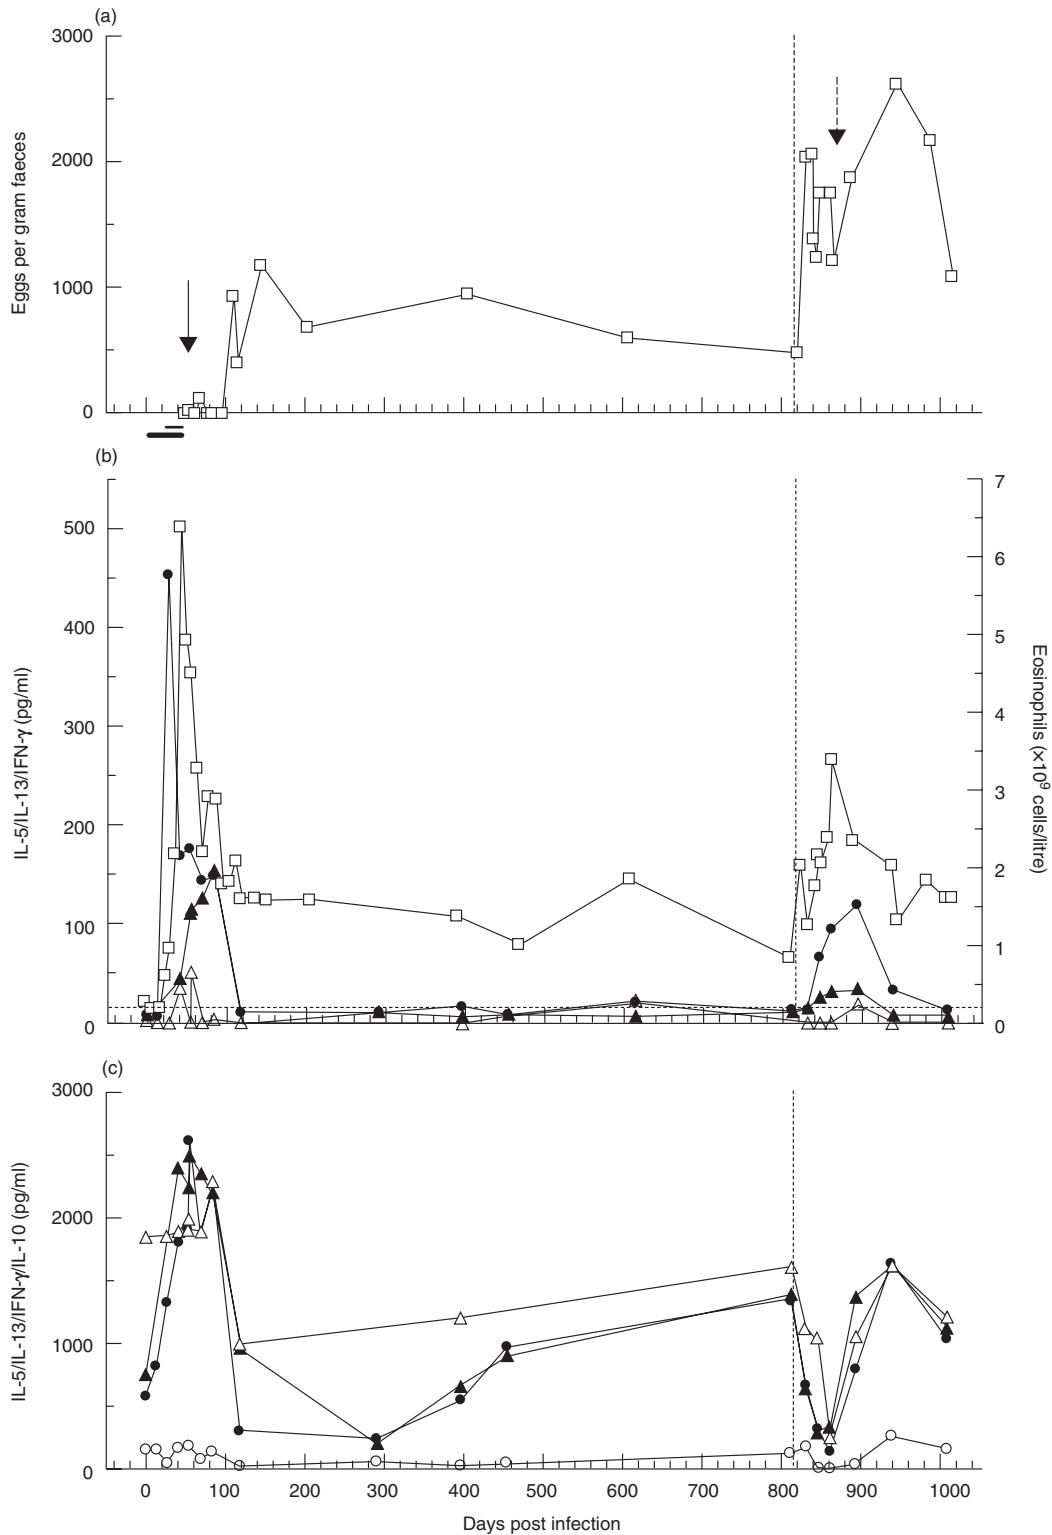 (a)
3000
2000
1000
0
Eggs per gram faeces
(b)
500
400
300
200
100
0
IL-5/IL-13/IFN-γ (pg/ml)
7
6
5
4
3
2
1
0
Eosinophils (×10⁹ cells/litre)
(c)
3000
2000
1000
0
IL-5/IL-13/IFN-γ/IL-10 (pg/ml)
0 100 200 300 400 500 600 700 800 900 1000
Days post infection